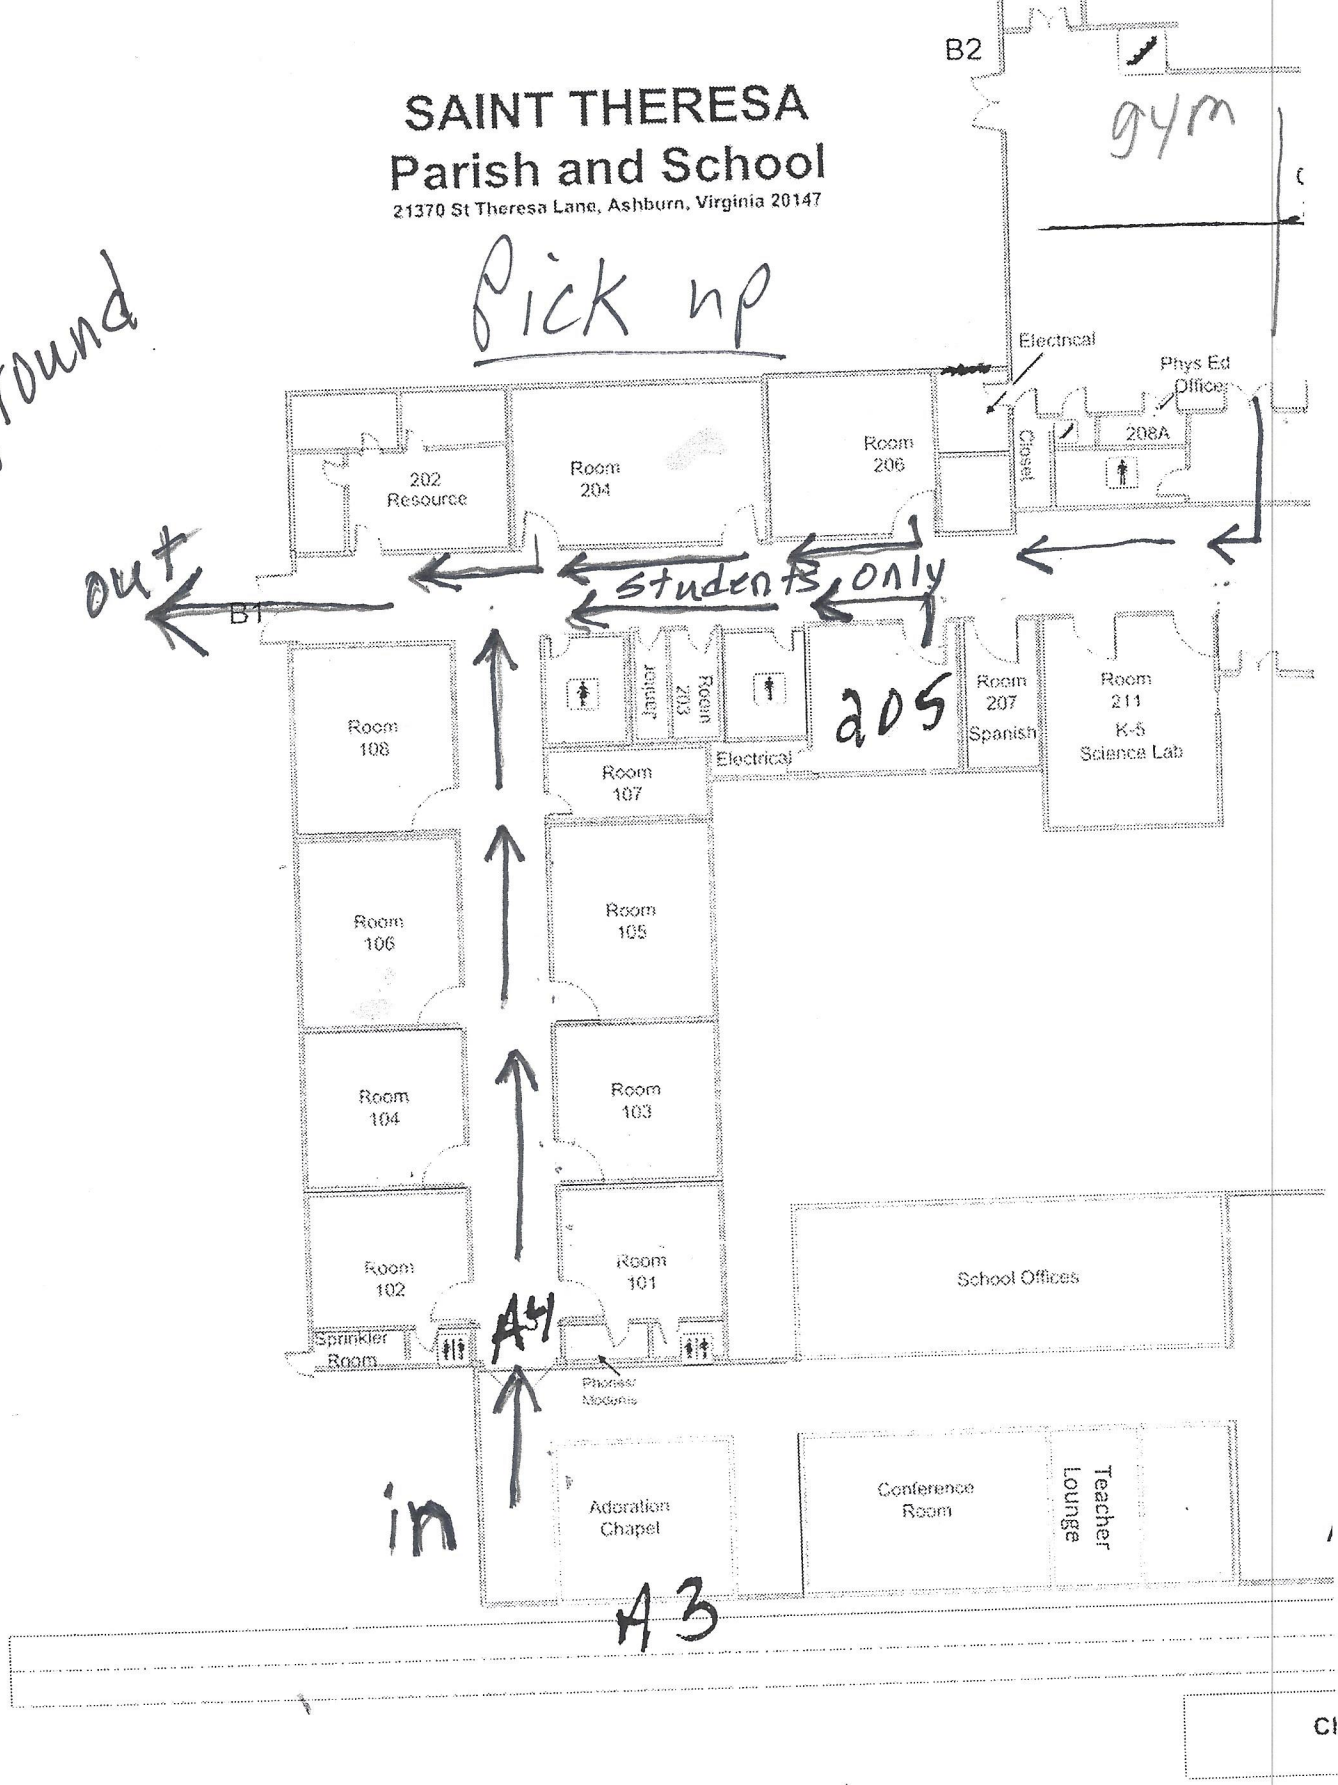 B2
SAINT THERESA
Parish and School
21370 St Theresa Lane, Ashburn, Virginia 20147
gym
Pick up
Electrical
Phys Ed
Office
208A
Closet
Room
206
Room
204
202
Resource
out
B1
students only
Janitor
Room
203
205
Room
207
Spanish
Room
211
K-5
Science Lab
Electrical
Room
108
Room
107
Room
106
Room
105
Room
104
Room
103
Room
102
Room
101
School Offices
A4
Sprinkler
Room
Phones/
Modems
in
Adoration
Chapel
Conference
Room
Teacher
Lounge
A3